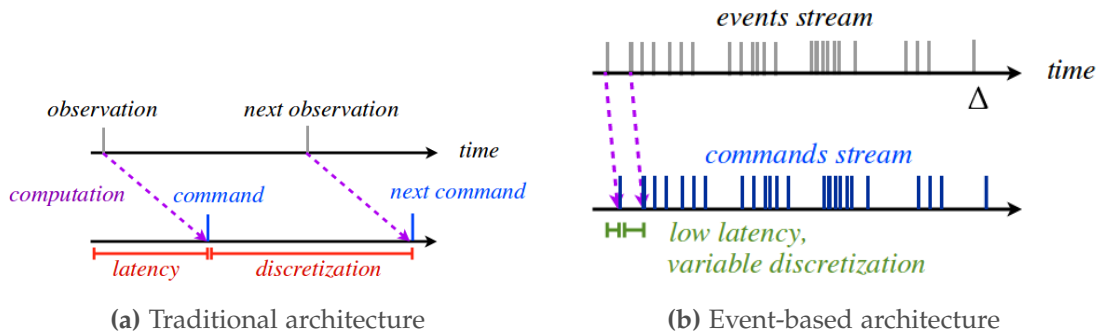 observation
next observation
time
computation
command
next command
latency
discretization
(a) Traditional architecture
events stream
time
Δ
commands stream
low latency,
variable discretization
(b) Event-based architecture